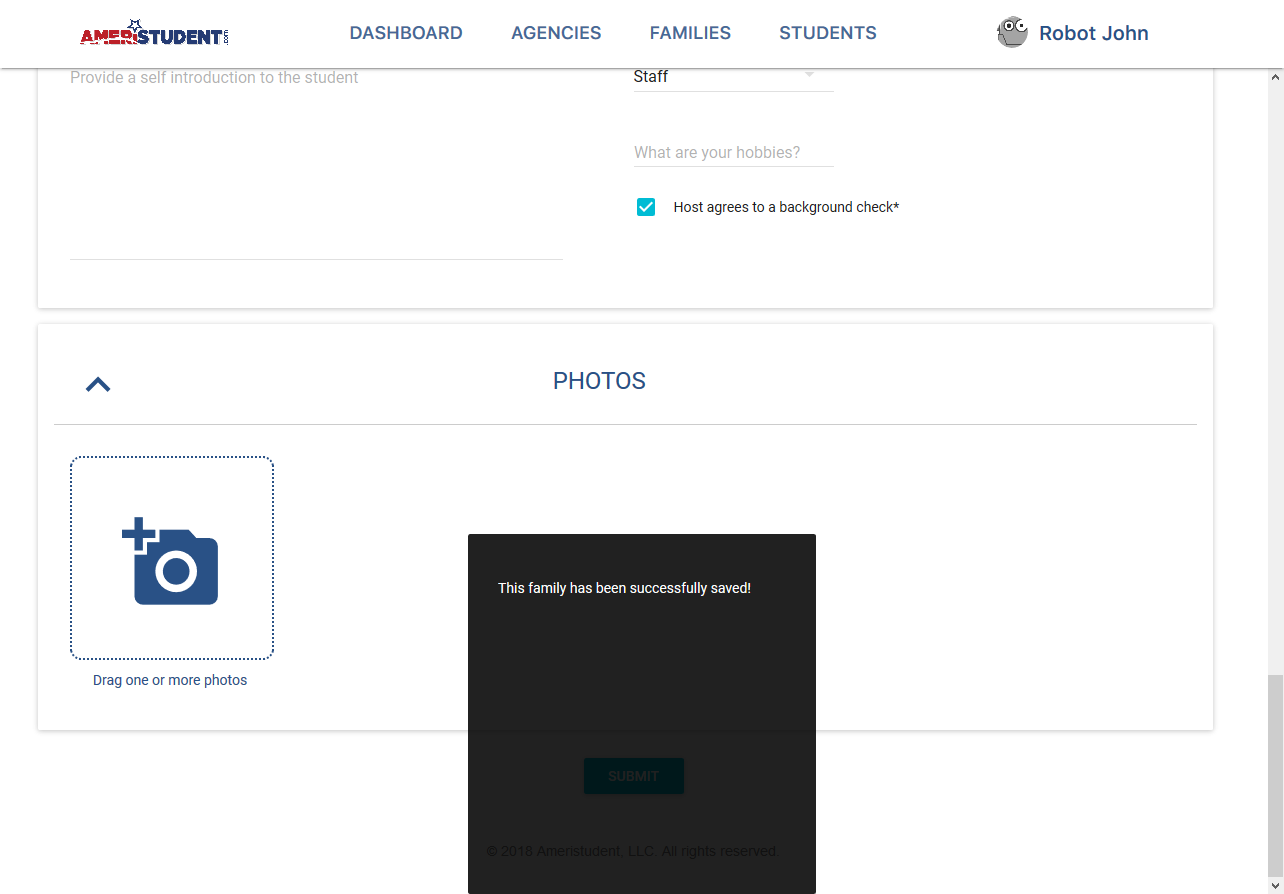 AMERISTUDENT.COM
DASHBOARD
AGENCIES
FAMILIES
STUDENTS
Robot John
Provide a self introduction to the student
Staff
What are your hobbies?
Host agrees to a background check*
PHOTOS
Drag one or more photos
This family has been successfully saved!
SUBMIT
© 2018 Ameristudent, LLC. All rights reserved.